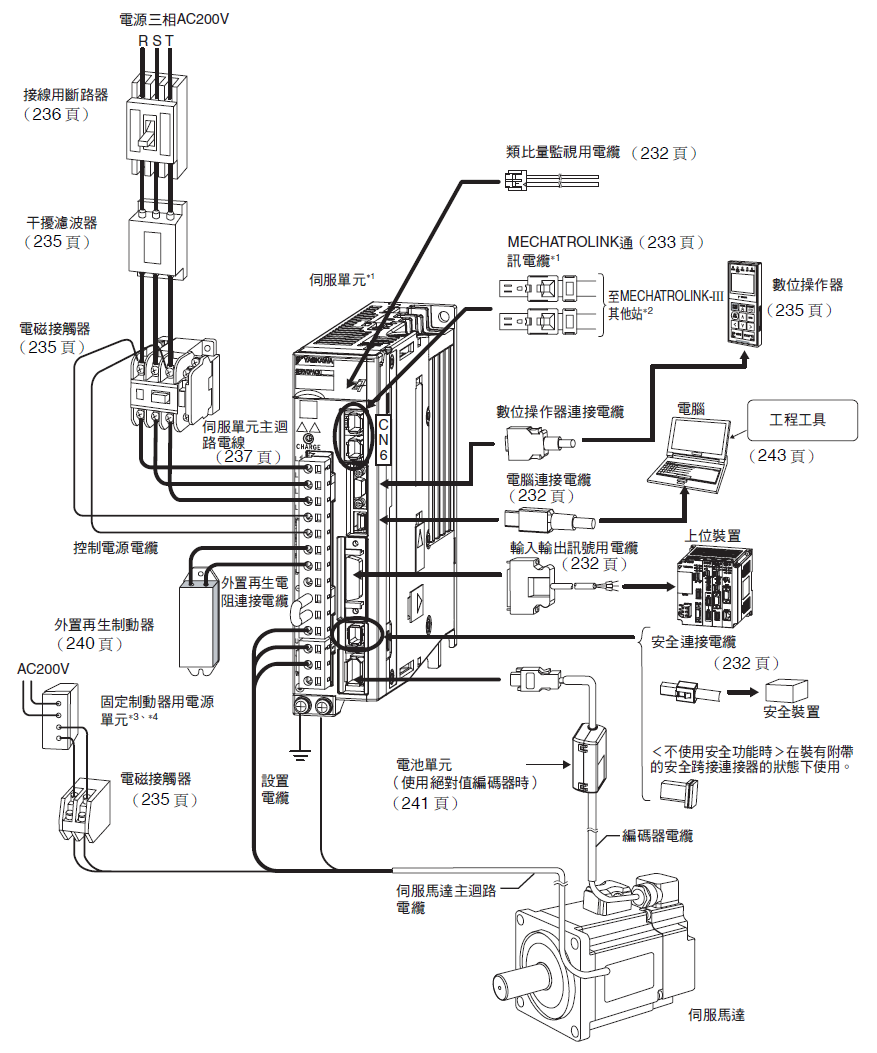 電源三相AC200V
R S T
接線用斷路器
（236 頁）
干擾濾波器
（235 頁）
電磁接觸器
（235 頁）
伺服單元*1
類比量監視用電纜 （232 頁）
MECHATROLINK通（233 頁）
訊電纜*1
至MECHATROLINK-III
其他站*2
數位操作器
（235 頁）
YASKAWA
SERVOPACK
CHARGE
CN6
伺服單元主迴
路電線
（237 頁）
數位操作器連接電纜
電腦
工程工具
（243 頁）
電腦連接電纜
（232 頁）
控制電源電纜
輸入輸出訊號用電纜
（232 頁）
上位裝置
外置再生電
阻連接電纜
外置再生制動器
（240 頁）
安全連接電纜
（232 頁）
安全裝置
AC200V
固定制動器用電源
單元*3、*4
電磁接觸器
（235 頁）
設置
電纜
電池單元
（使用絕對值編碼器時）
（241 頁）
＜不使用安全功能時＞在裝有附帶
的安全跨接連接器的狀態下使用。
編碼器電纜
伺服馬達主迴路
電纜
伺服馬達